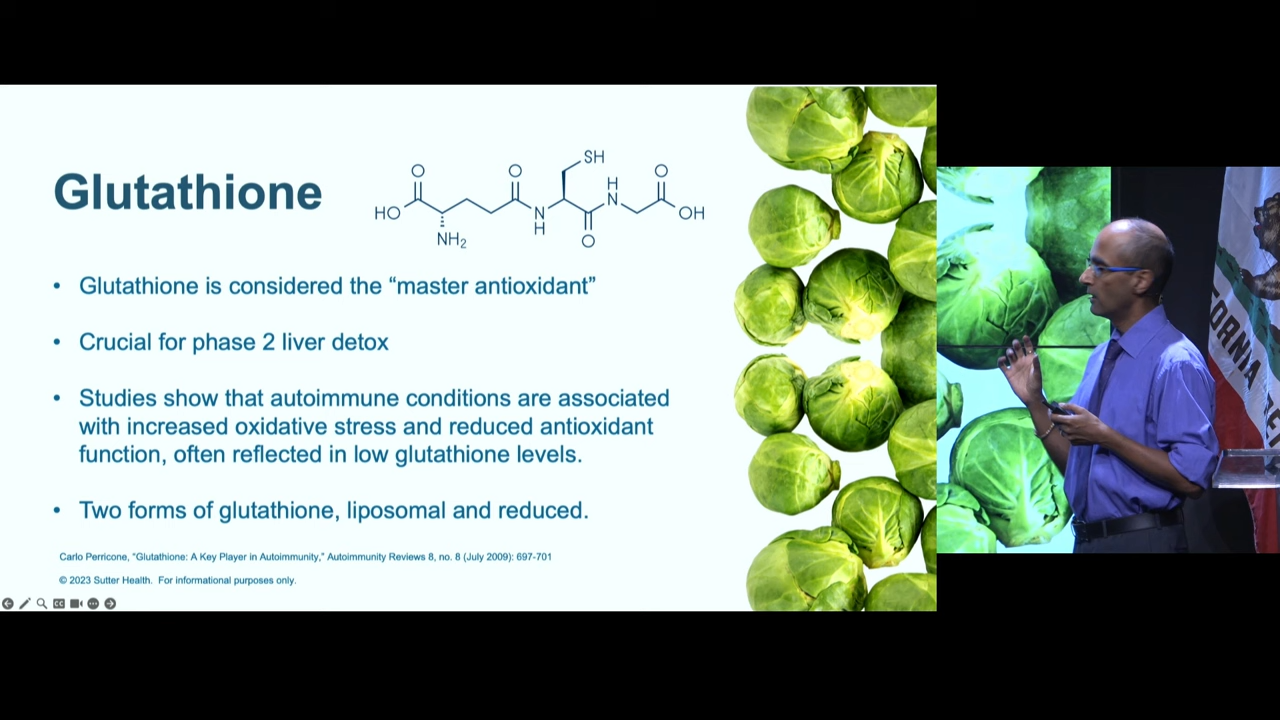 Glutathione
O
HO
NH₂
O
N
H
SH
O
H
N
O
OH
• Glutathione is considered the “master antioxidant”
• Crucial for phase 2 liver detox
• Studies show that autoimmune conditions are associated
with increased oxidative stress and reduced antioxidant
function, often reflected in low glutathione levels.
• Two forms of glutathione, liposomal and reduced.
Carlo Perricone, “Glutathione: A Key Player in Autoimmunity,” Autoimmunity Reviews 8, no. 8 (July 2009): 697-701
© 2023 Sutter Health. For informational purposes only.
CC
ORNIA